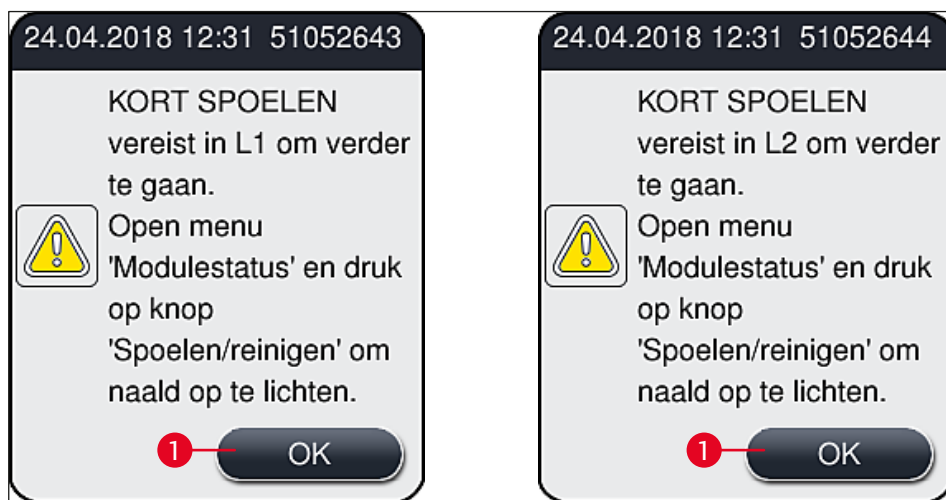 24.04.2018 12:31 51052643
KORT SPOELEN
vereist in L1 om verder
te gaan.
Open menu
'Modulestatus' en druk
op knop
'Spoelen/reinigen' om
naald op te lichten.
1
OK
24.04.2018 12:31 51052644
KORT SPOELEN
vereist in L2 om verder
te gaan.
Open menu
'Modulestatus' en druk
op knop
'Spoelen/reinigen' om
naald op te lichten.
1
OK